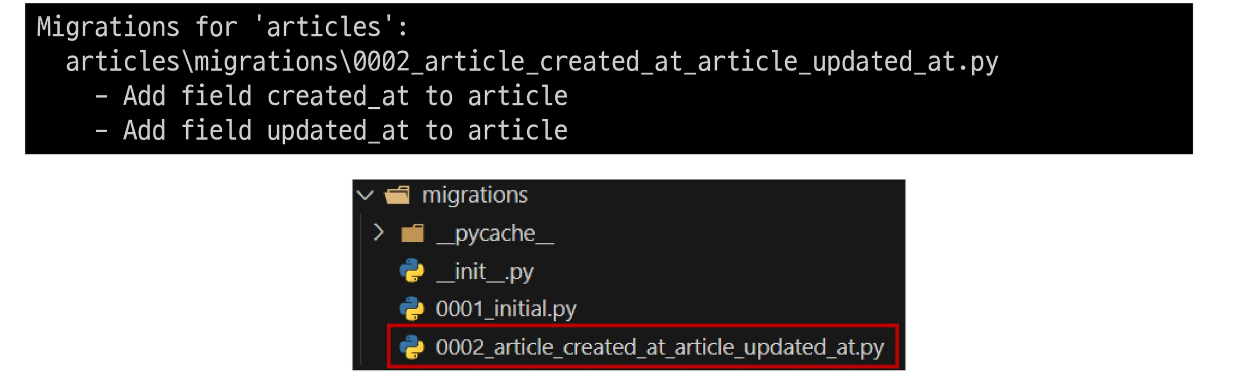 Migrations for 'articles':
articles\migrations\0002_article_created_at_article_updated_at.py
- Add field created_at to article
- Add field updated_at to article
migrations
__pycache__
__init__.py
0001_initial.py
0002_article_created_at_article_updated_at.py